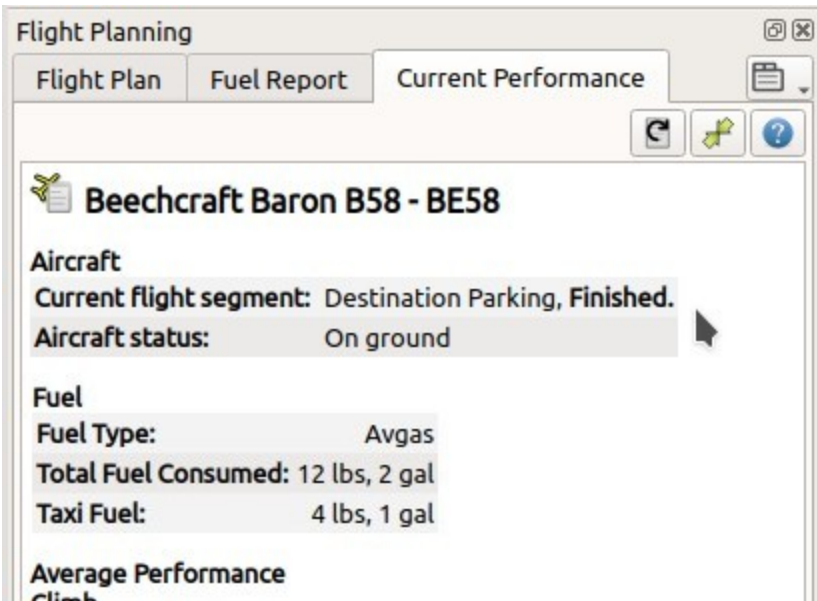 Flight Planning
Flight Plan Fuel Report Current Performance
Beechcraft Baron B58 - BE58
Aircraft
Current flight segment: Destination Parking, Finished.
Aircraft status: On ground
Fuel
Fuel Type: Avgas
Total Fuel Consumed: 12 lbs, 2 gal
Taxi Fuel: 4 lbs, 1 gal
Average Performance
Climb